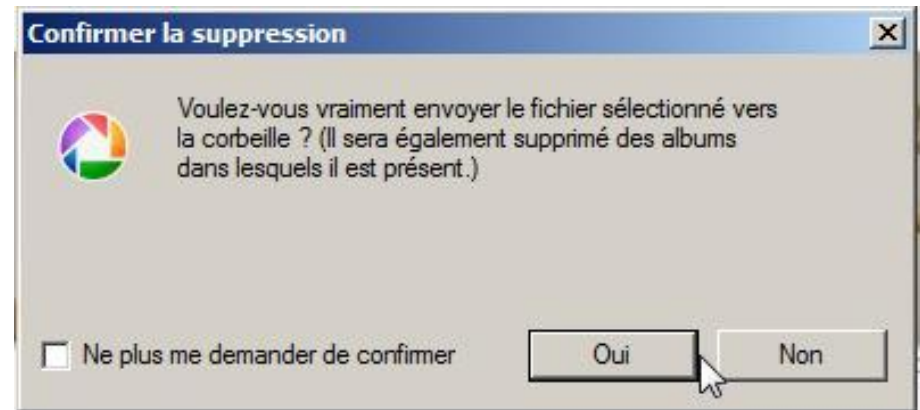 Confirmer la suppression
Voulez-vous vraiment envoyer le fichier sélectionné vers
la corbeille ? (Il sera également supprimé des albums
dans lesquels il est présent.)
Ne plus me demander de confirmer
Oui
Non